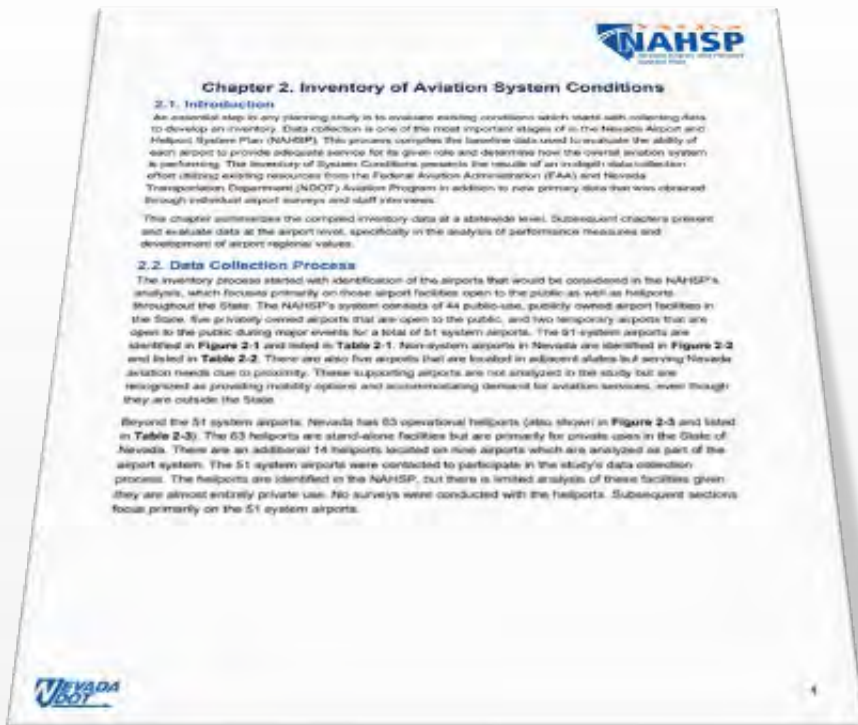 NAHSP
Chapter 2. Inventory of Aviation System Conditions
2.1. Introduction
An essential step in any planning study is to evaluate existing conditions which starts with collecting data
to develop an inventory. Data collection is one of the most important stages of in the Nevada Airport and
Heliport System Plan (NAHSP). This process compiles the baseline data used to evaluate the ability of
each airport to provide adequate service for its given role and determine how the overall aviation system
is performing. The Inventory of System Conditions presents the results of an in-depth data collection
effort utilizing existing resources from the Federal Aviation Administration (FAA) and Nevada
Transportation Department (NDOT) Aviation Program in addition to new primary data that was obtained
through individual airport surveys and staff interviews.
This chapter summarizes the compiled inventory data at a statewide level. Subsequent chapters present
and evaluate data at the airport level, specifically in the analysis of performance measures and
development of airport regional values.
2.2. Data Collection Process
The inventory process started with identification of the airports that would be considered in the NAHSP's
analysis, which focuses primarily on those airport facilities open to the public as well as heliports
throughout the State. The NAHSP's system consists of 44 public-use, publicly owned airport facilities in
the State, five privately owned airports that are open to the public, and two temporary airports that are
open to the public during major events for a total of 51 system airports. The 51 system airports are
identified in Figure 2-1 and listed in Table 2-1. Non-system airports in Nevada are identified in Figure 2-2
and listed in Table 2-2. There are also five airports that are located in adjacent states but serving Nevada
aviation needs due to proximity. These supporting airports are not analyzed in the study but are
recognized as providing mobility options and accommodating demand for aviation services, even though
they are outside the State.
Beyond the 51 system airports, Nevada has 63 operational heliports (also shown in Figure 2-3 and listed
in Table 2-3). The 63 heliports are stand-alone facilities but are primarily for private uses in the State of
Nevada. There are an additional 14 heliports located on nine airports which are analyzed as part of the
airport system. The 51 system airports were contacted to participate in the study's data collection
process. The heliports are identified in the NAHSP, but there is limited analysis of these facilities given
they are almost entirely private use. No surveys were conducted with the heliports. Subsequent sections
focus primarily on the 51 system airports.
NEVADA
DOT
1